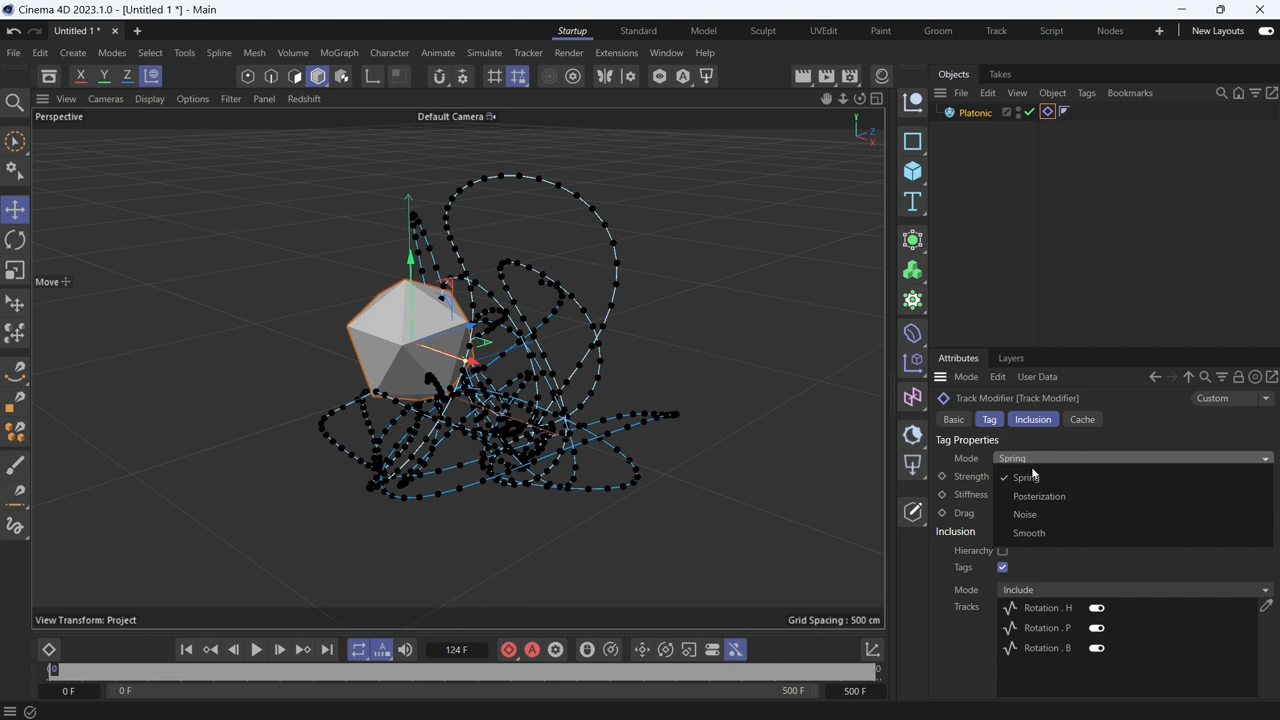 Cinema 4D 2023.1.0 - [Untitled 1 *] - Main
Untitled 1 *
Startup Standard Model Sculpt UVEdit Paint Groom Track Script Nodes New Layouts
File Edit Create Modes Select Tools Spline Mesh Volume MoGraph Character Animate Simulate Tracker Render Extensions Window Help
X Y Z
Objects Takes
View Cameras Display Options Filter Panel Redshift
File Edit View Object Tags Bookmarks
Perspective
Default Camera
Y
Z
X
Platonic
Move
Attributes Layers
Mode Edit User Data
Track Modifier [Track Modifier]
Custom
Basic Tag Inclusion Cache
Tag Properties
Mode Spring
Strength
Spring
Stiffness
Posterization
Drag
Noise
Inclusion
Smooth
Hierarchy
Tags
Mode Include
Tracks
Rotation . H
Rotation . P
Rotation . B
View Transform: Project
Grid Spacing : 500 cm
124 F
0
0
0 F
0 F
500 F
500 F